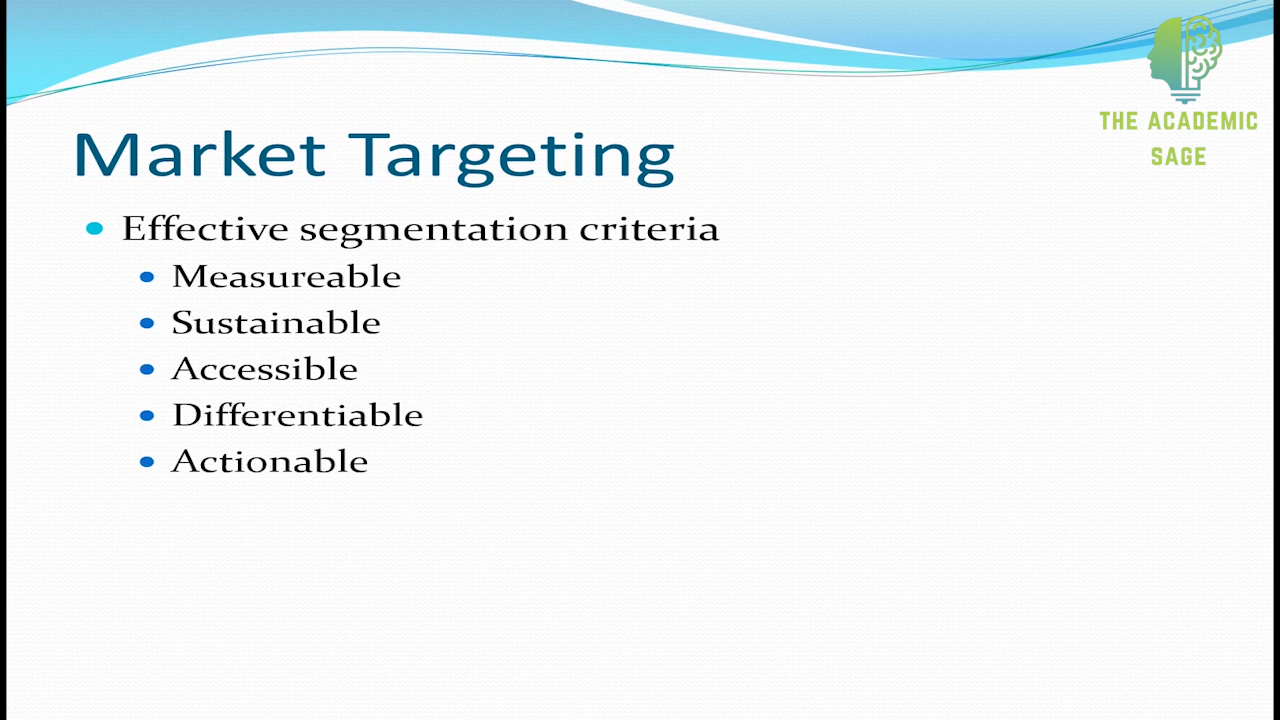 THE ACADEMIC
SAGE
Market Targeting
Effective segmentation criteria
Measureable
Sustainable
Accessible
Differentiable
Actionable